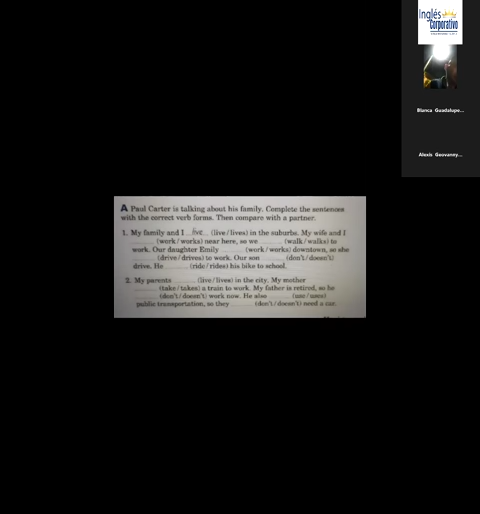 Inglés
Corporativo
Blanca Guadalupe...
Alexis Geovanny...
A Paul Carter is talking about his family. Complete the sentences
with the correct verb forms. Then compare with a partner.
1. My family and I live (live / lives) in the suburbs. My wife and I
(work / works) near here, so we (walk / walks) to
work. Our daughter Emily (work / works) downtown, so she
(drive / drives) to work. Our son (don't / doesn't)
drive. He (ride / rides) his bike to school.
2. My parents (live / lives) in the city. My mother
(take / takes) a train to work. My father is retired, so he
(don't / doesn't) work now. He also (use / uses)
public transportation, so they (don't / doesn't) need a car.